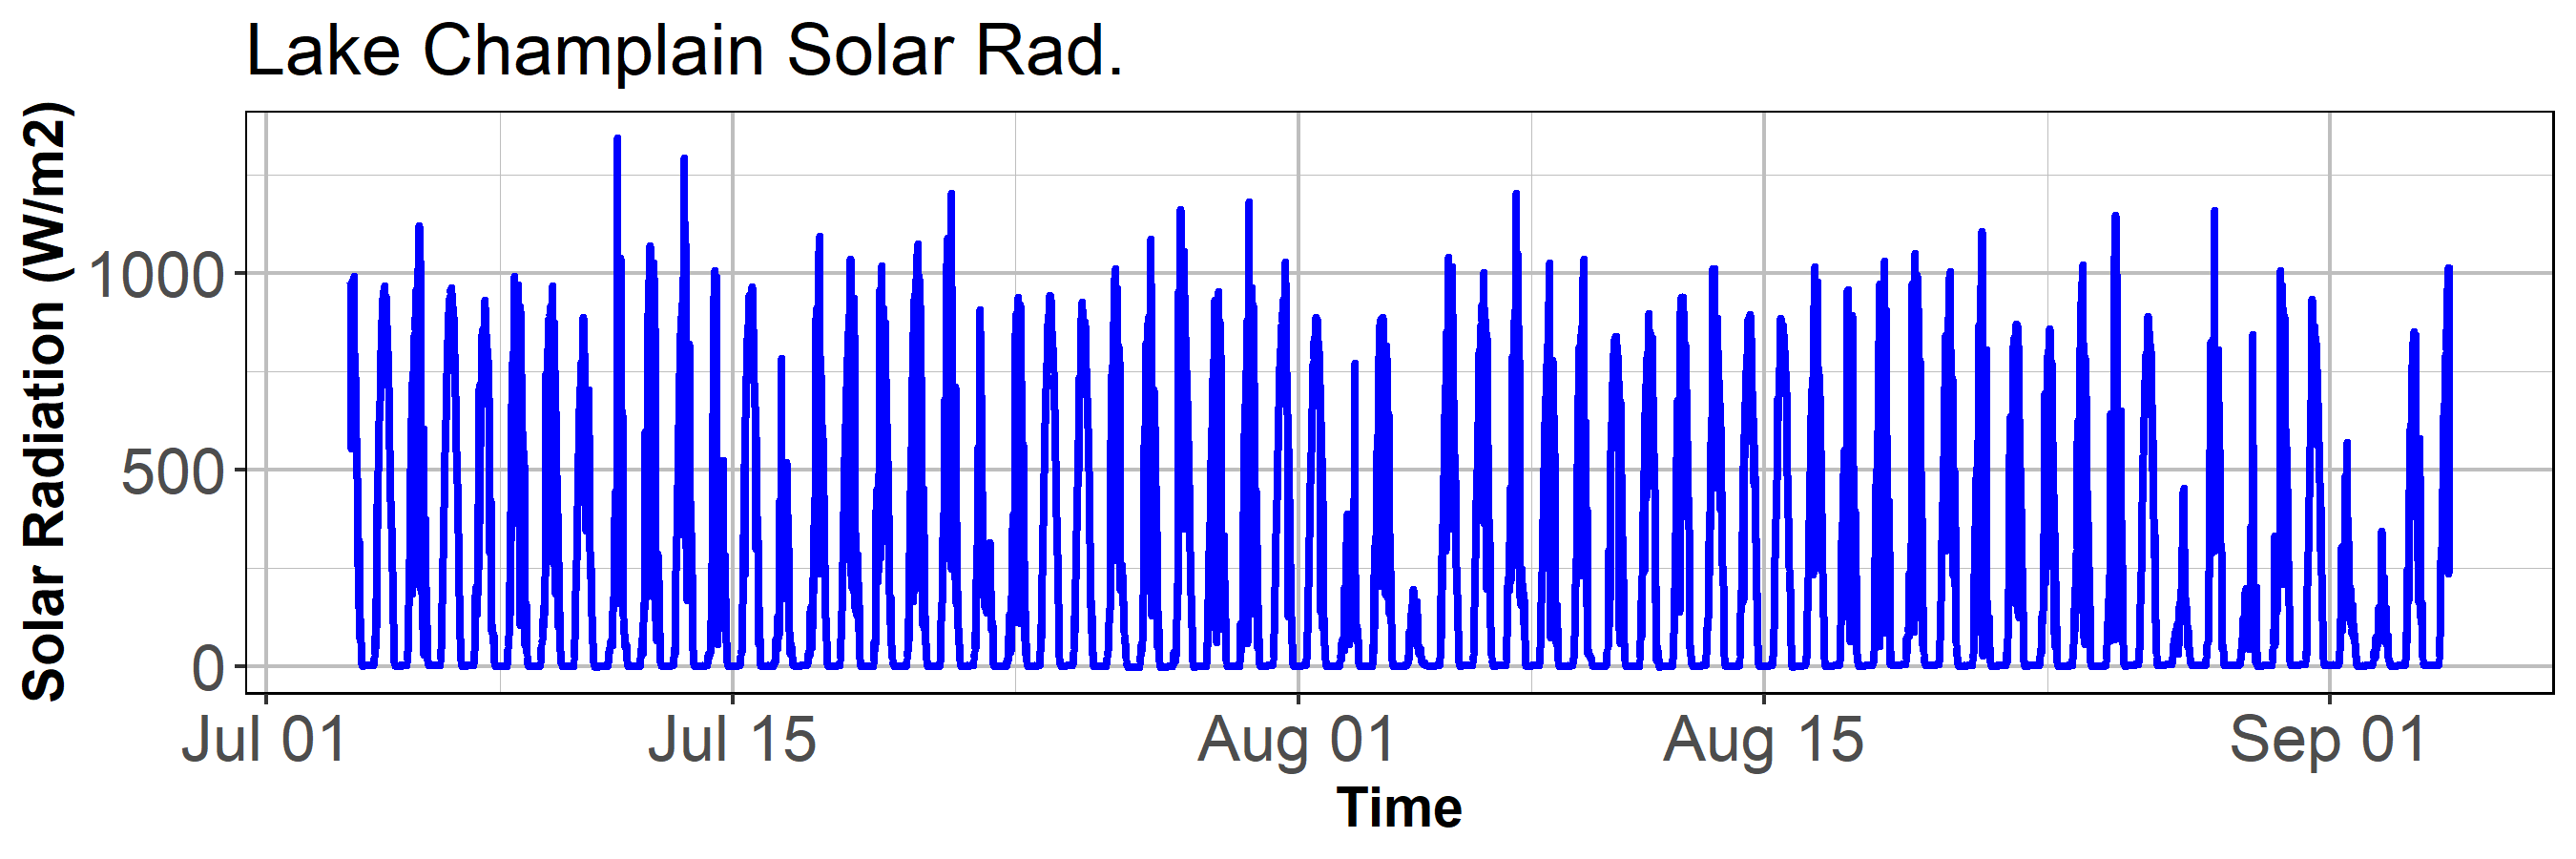 Lake Champlain Solar Rad.
Solar Radiation (W/m2)
1000
500
0
Jul 01
Jul 15
Aug 01
Aug 15
Sep 01
Time